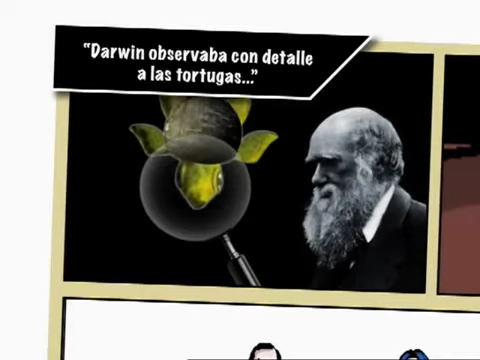 “Darwin observaba con detalle
a las tortugas...”